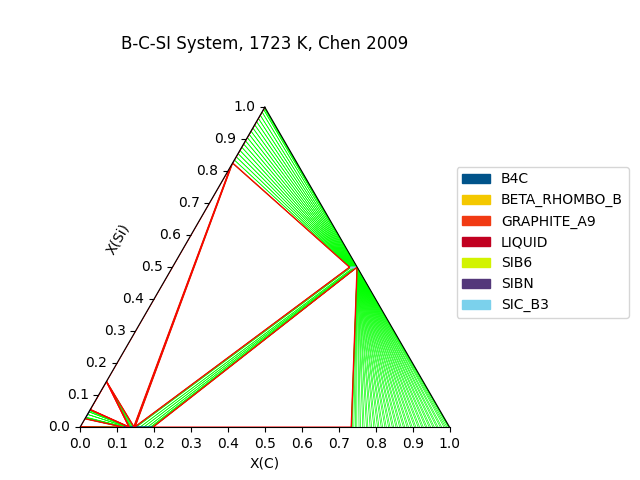 B-C-SI System, 1723 K, Chen 2009
1.0
0.9
0.8
0.7
0.6
0.5
0.4
0.3
0.2
0.1
0.0
X(Si)
0.0 0.1 0.2 0.3 0.4 0.5 0.6 0.7 0.8 0.9 1.0
X(C)
B4C
BETA_RHOMBO_B
GRAPHITE_A9
LIQUID
SIB6
SIBN
SIC_B3